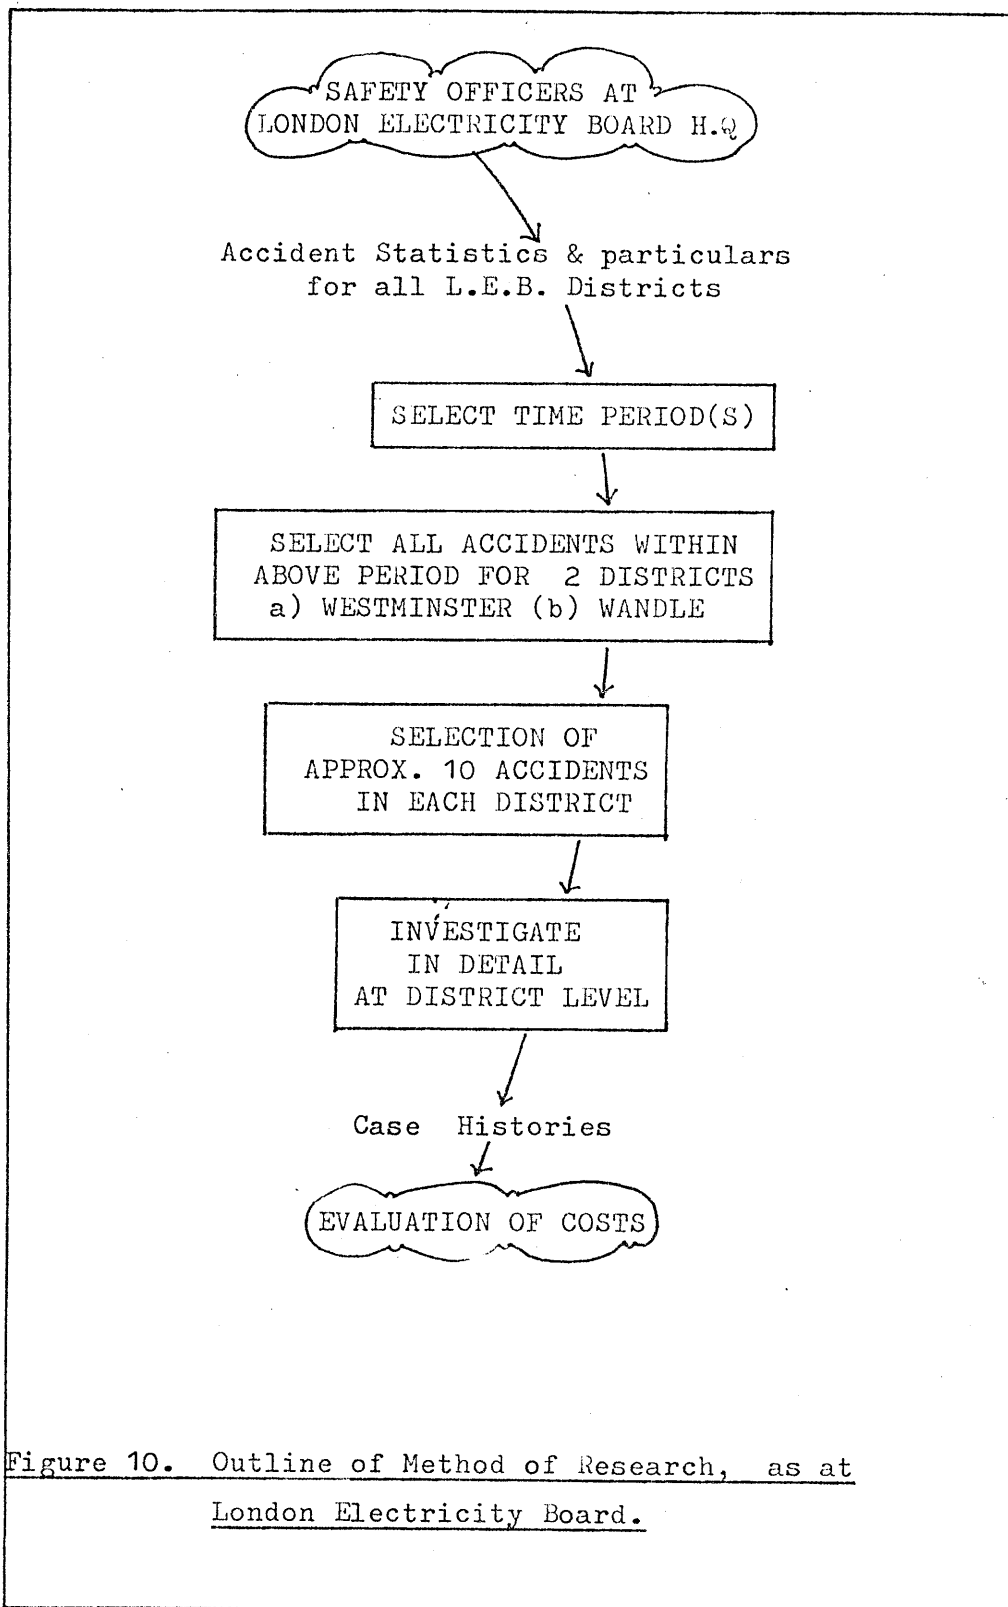 SAFETY OFFICERS AT
LONDON ELECTRICITY BOARD H.Q
Accident Statistics & particulars
for all L.E.B. Districts
SELECT TIME PERIOD(S)
SELECT ALL ACCIDENTS WITHIN
ABOVE PERIOD FOR 2 DISTRICTS
a) WESTMINSTER (b) WANDLE
SELECTION OF
APPROX. 10 ACCIDENTS
IN EACH DISTRICT
INVESTIGATE
IN DETAIL
AT DISTRICT LEVEL
Case Histories
EVALUATION OF COSTS
Figure 10. Outline of Method of Research, as at
London Electricity Board.